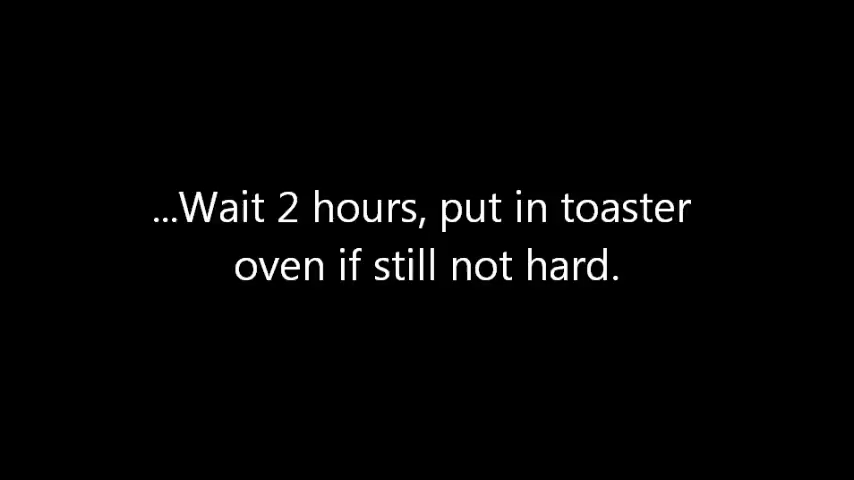 ...Wait 2 hours, put in toaster
oven if still not hard.